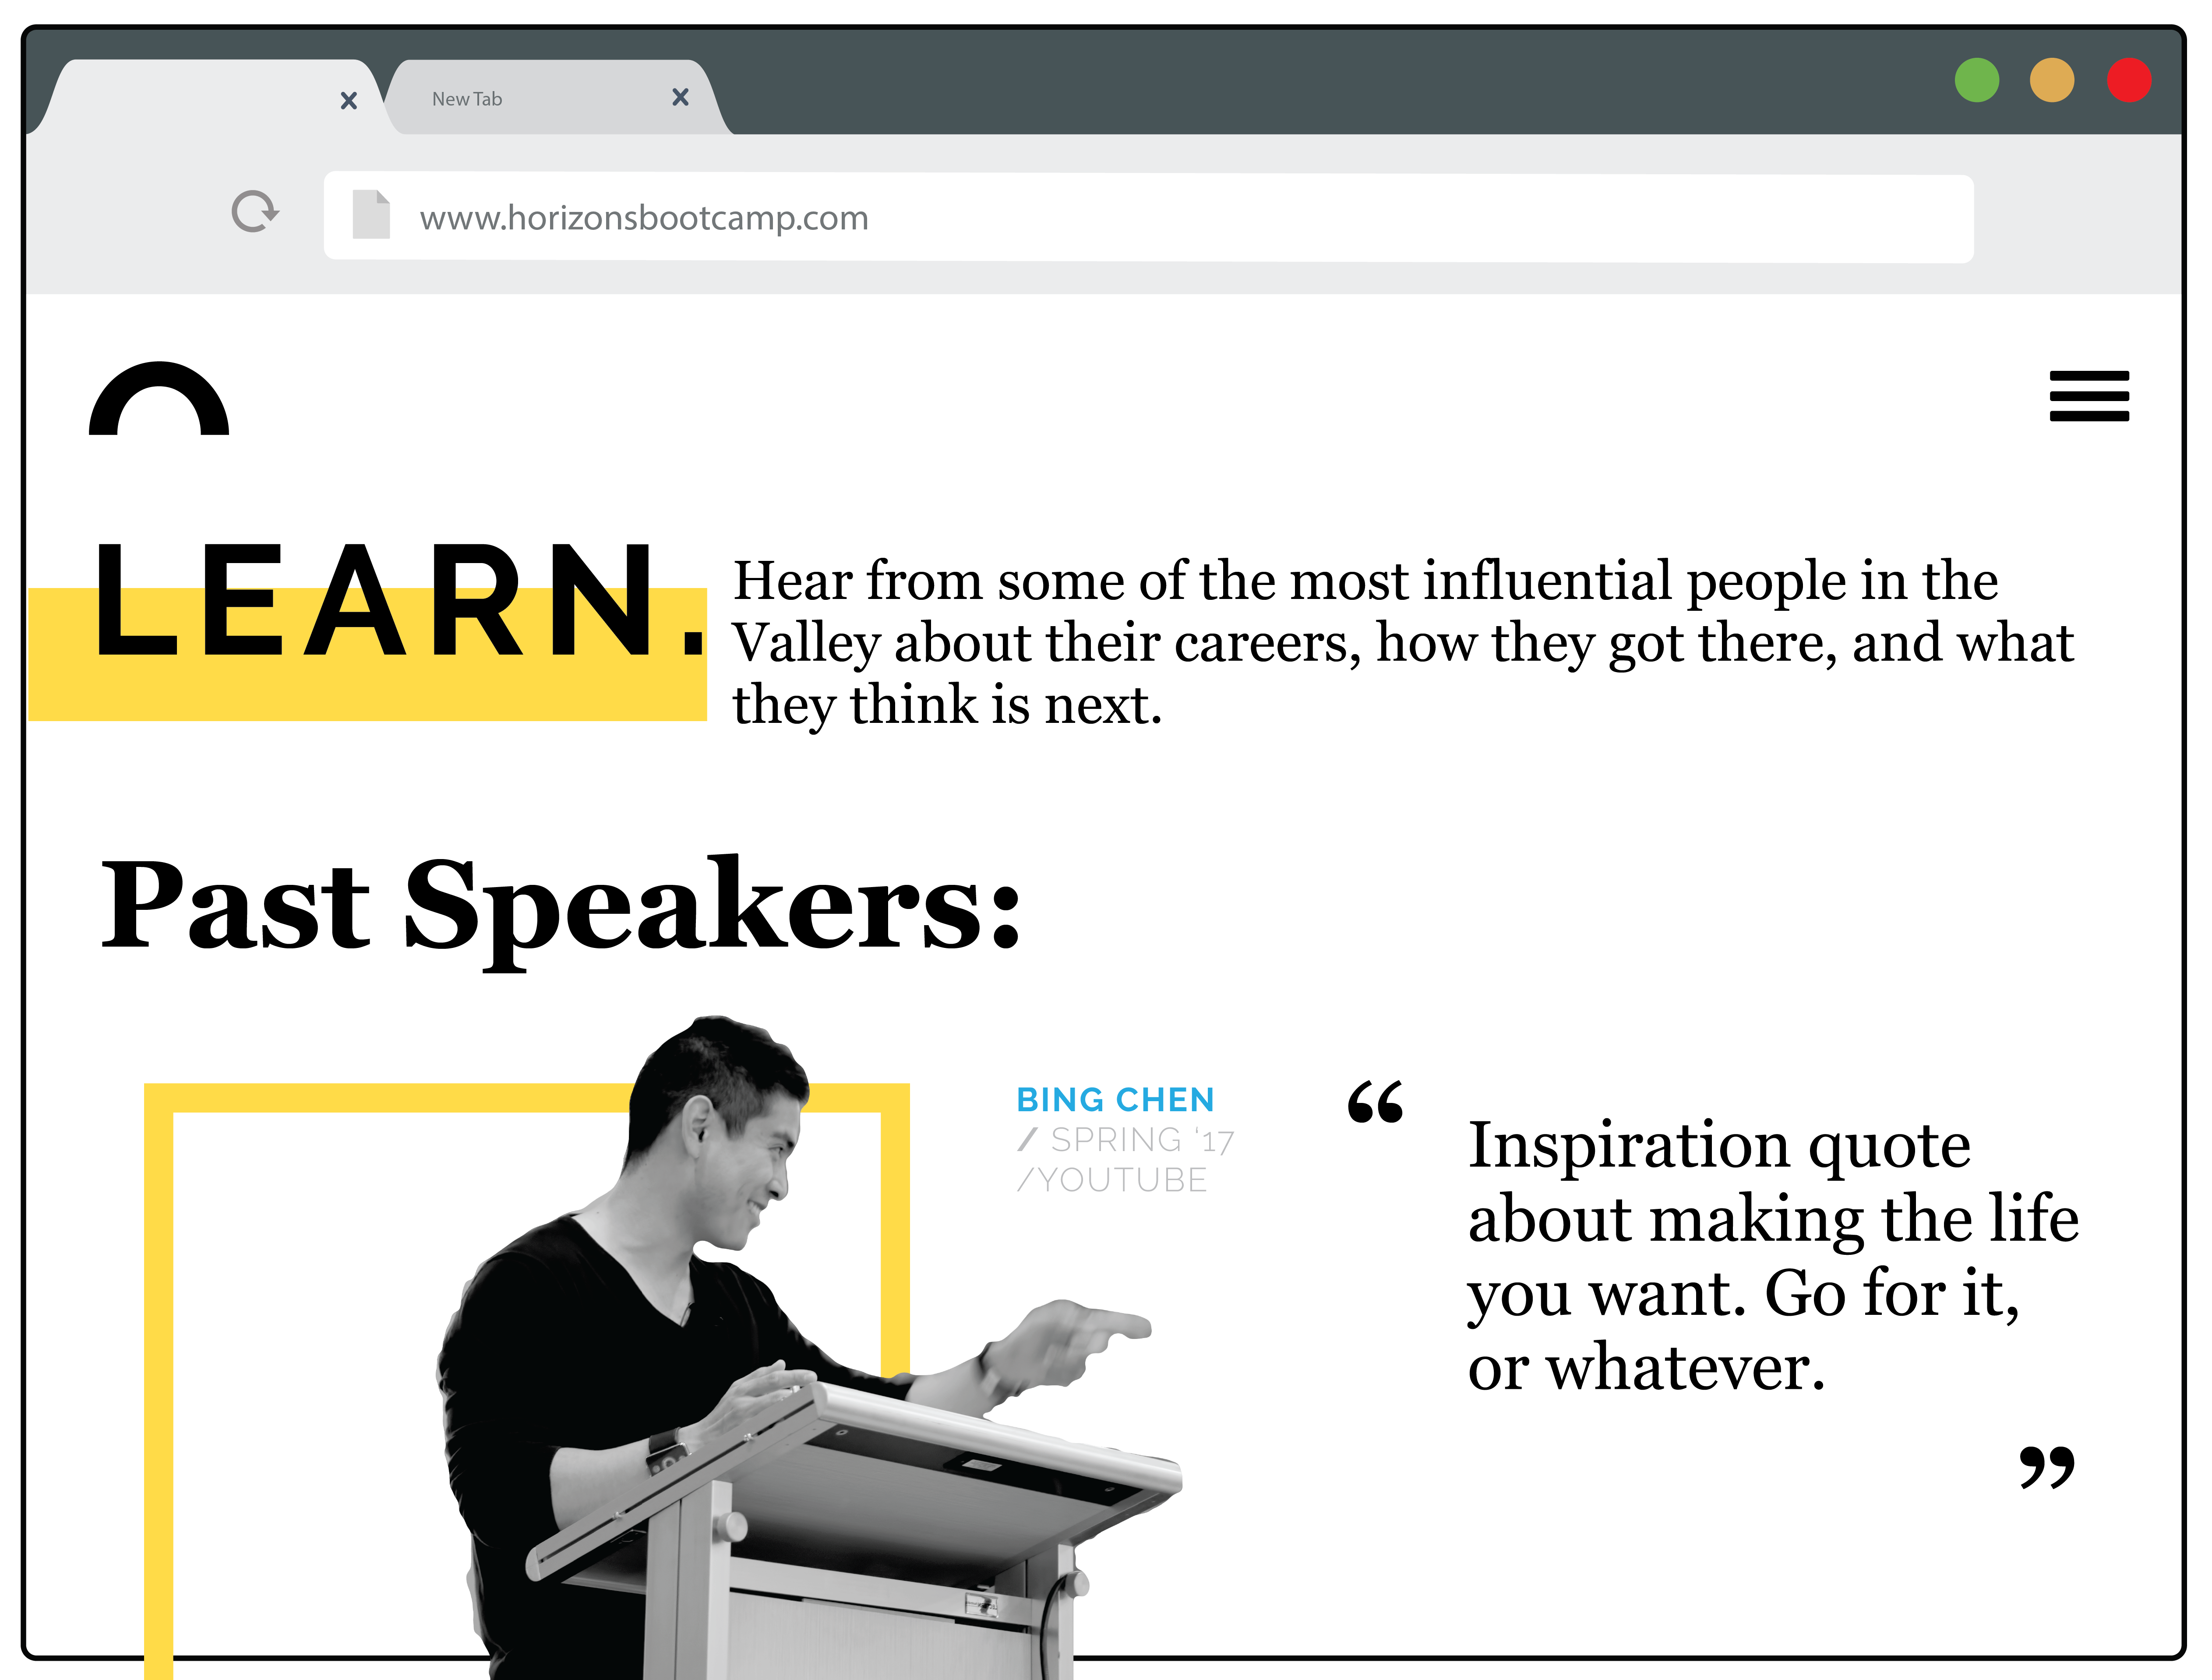 New Tab
www.horizonsbootcamp.com
LEARN.
Hear from some of the most influential people in the
Valley about their careers, how they got there, and what
they think is next.
Past Speakers:
BING CHEN
/ SPRING ‘17
/YOUTUBE
“
Inspiration quote
about making the life
you want. Go for it,
or whatever.
”